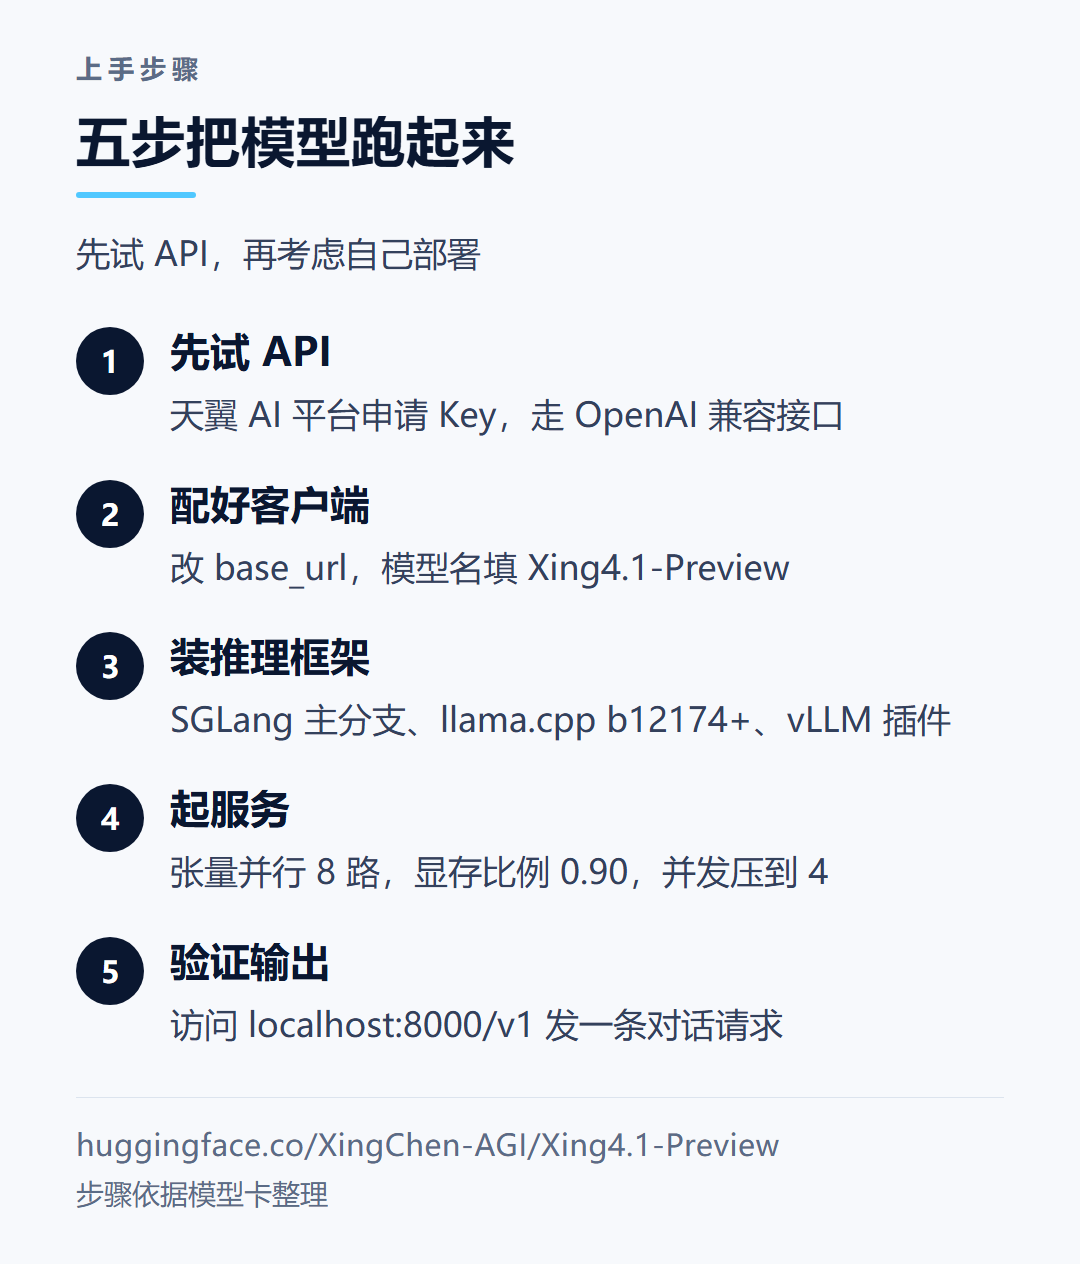 上手步骤
五步把模型跑起来
先试 API，再考虑自己部署
1
先试 API
天翼 AI 平台申请 Key，走 OpenAI 兼容接口
2
配好客户端
改 base_url，模型名填 Xing4.1-Preview
3
装推理框架
SGLang 主分支、llama.cpp b12174+、vLLM 插件
4
起服务
张量并行 8 路，显存比例 0.90，并发压到 4
5
验证输出
访问 localhost:8000/v1 发一条对话请求
huggingface.co/XingChen-AGI/Xing4.1-Preview
步骤依据模型卡整理